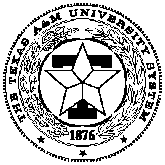 THE TEXAS A&M UNIVERSITY SYSTEM
1876